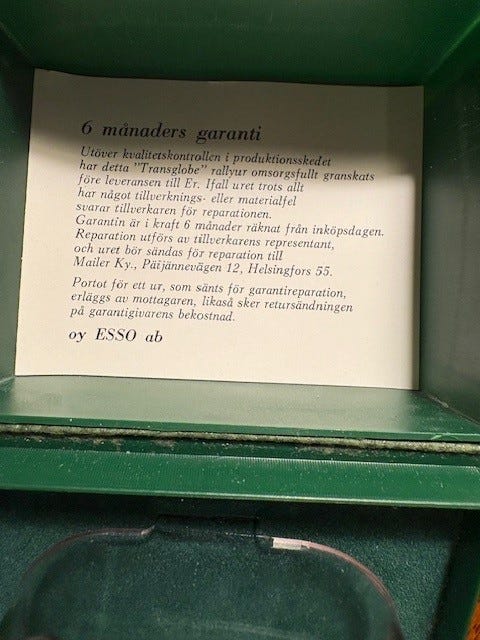 6 månaders garanti
Utöver kvalitetskontrollen i produktionsskedet
har detta "Transglobe" rallyur omsorgsfullt granskats
före leveransen till Er. Ifall uret trots allt
har något tillverknings- eller materialfel
svarar tillverkaren för reparationen.
Garantin är i kraft 6 månader räknat från inköpsdagen.
Reparation utförs av tillverkarens representant,
och uret bör sändas för reparation till
Mailer Ky., Päijännevägen 12, Helsingfors 55.
Portot för ett ur, som sänts för garantireparation,
erläggs av mottagaren, likaså sker retursändningen
på garantigivarens bekostnad.
oy ESSO ab